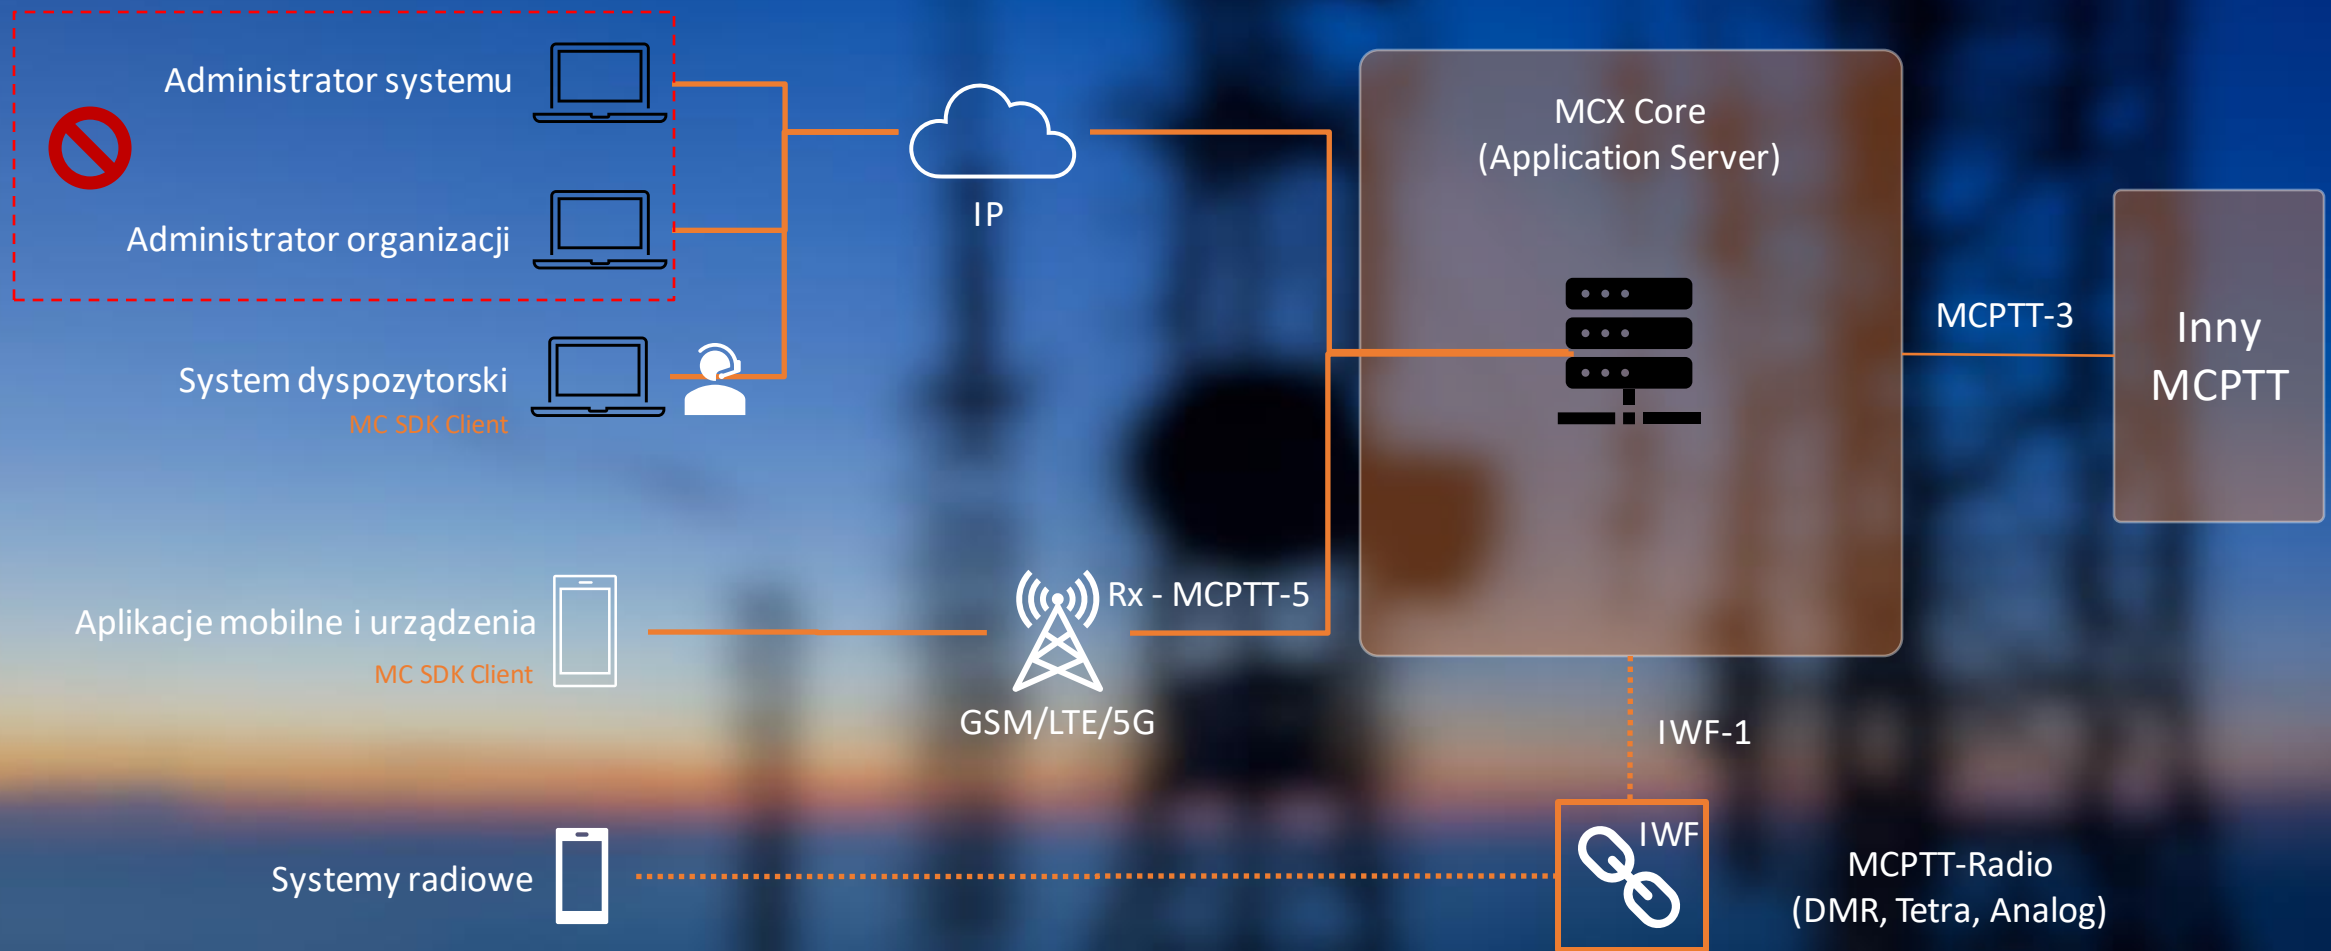 Administrator systemu
Administrator organizacji
System dyspozytorski
MC SDK Client
IP
MCX Core
(Application Server)
MCPTT-3
Inny
MCPTT
Aplikacje mobilne i urządzenia
MC SDK Client
Rx - MCPTT-5
GSM/LTE/5G
IWF-1
IWF
Systemy radiowe
MCPTT-Radio
(DMR, Tetra, Analog)